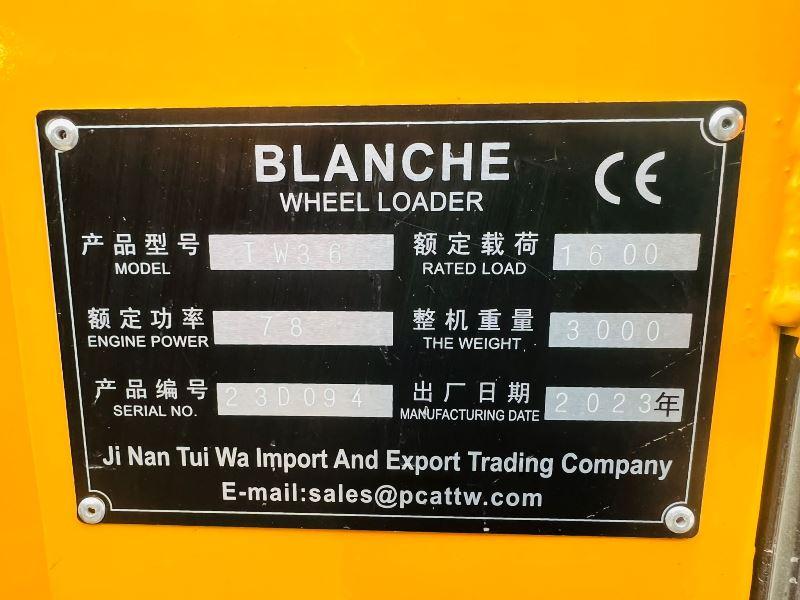 BLANCHE
CE
WHEEL LOADER
产品型号 TW36 额定载荷 1600
MODEL RATED LOAD
额定功率 78 整机重量 3000
ENGINE POWER THE WEIGHT
产品编号 23D094 出厂日期 2023年
SERIAL NO. MANUFACTURING DATE
Ji Nan Tui Wa Import And Export Trading Company
E-mail:sales@pcattw.com